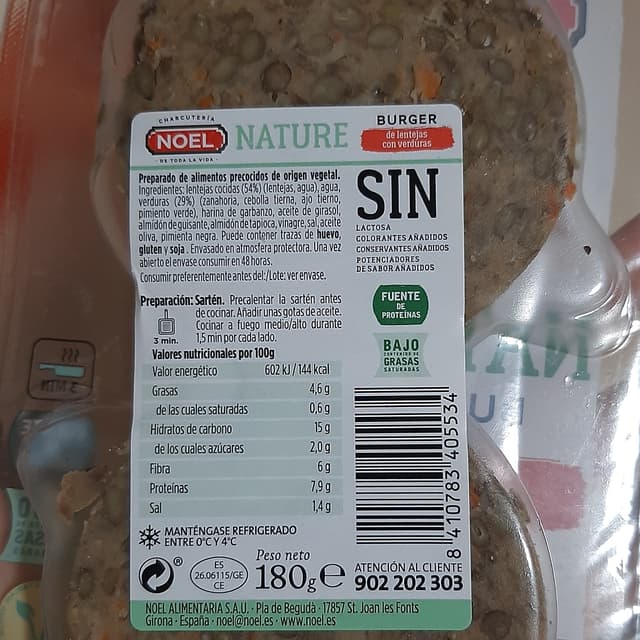 CHARCUTERÍA
NOEL
DE TODA LA VIDA
NATURE
BURGER
de lentejas
con verduras
Preparado de alimentos precocidos de origen vegetal.
Ingredientes: lentejas cocidas (54%) (lentejas, agua), agua,
verduras (29%) (zanahoria, cebolla tierna, ajo tierno,
pimiento verde), harina de garbanzo, aceite de girasol,
almidón de guisante, almidón de tapioca, vinagre, sal, aceite
oliva, pimienta negra. Puede contener trazas de huevo,
gluten y soja. Envasado en atmosfera protectora. Una vez
abierto el envase consumir en 48 horas.
Consumir preferentemente antes del:/Lote: ver envase.
SIN
LACTOSA
COLORANTES AÑADIDOS
CONSERVANTES AÑADIDOS
POTENCIADORES
DE SABOR AÑADIDOS
Preparación: Sartén. Precalentar la sartén antes
de cocinar. Añadir unas gotas de aceite.
Cocinar a fuego medio/alto durante
1,5 min por cada lado.
3 min.
FUENTE
DE
PROTEÍNAS
BAJO
CONTENIDO DE
GRASAS
SATURADAS
Valores nutricionales por 100g
Valor energético 602 kJ / 144 kcal
Grasas 4,6 g
de las cuales saturadas 0,6 g
Hidratos de carbono 15 g
de los cuales azúcares 2,0 g
Fibra 6 g
Proteínas 7,9 g
Sal 1,4 g
8 410783 405534
MANTÉNGASE REFRIGERADO
ENTRE 0°C Y 4°C
®
ES
26.06115/GE
CE
Peso neto
180g e
ATENCIÓN AL CLIENTE
902 202 303
NOEL ALIMENTARIA S.A.U. · Pla de Begudà · 17857 St. Joan les Fonts
Girona · España · noel@noel.es · www.noel.es
3 MIN